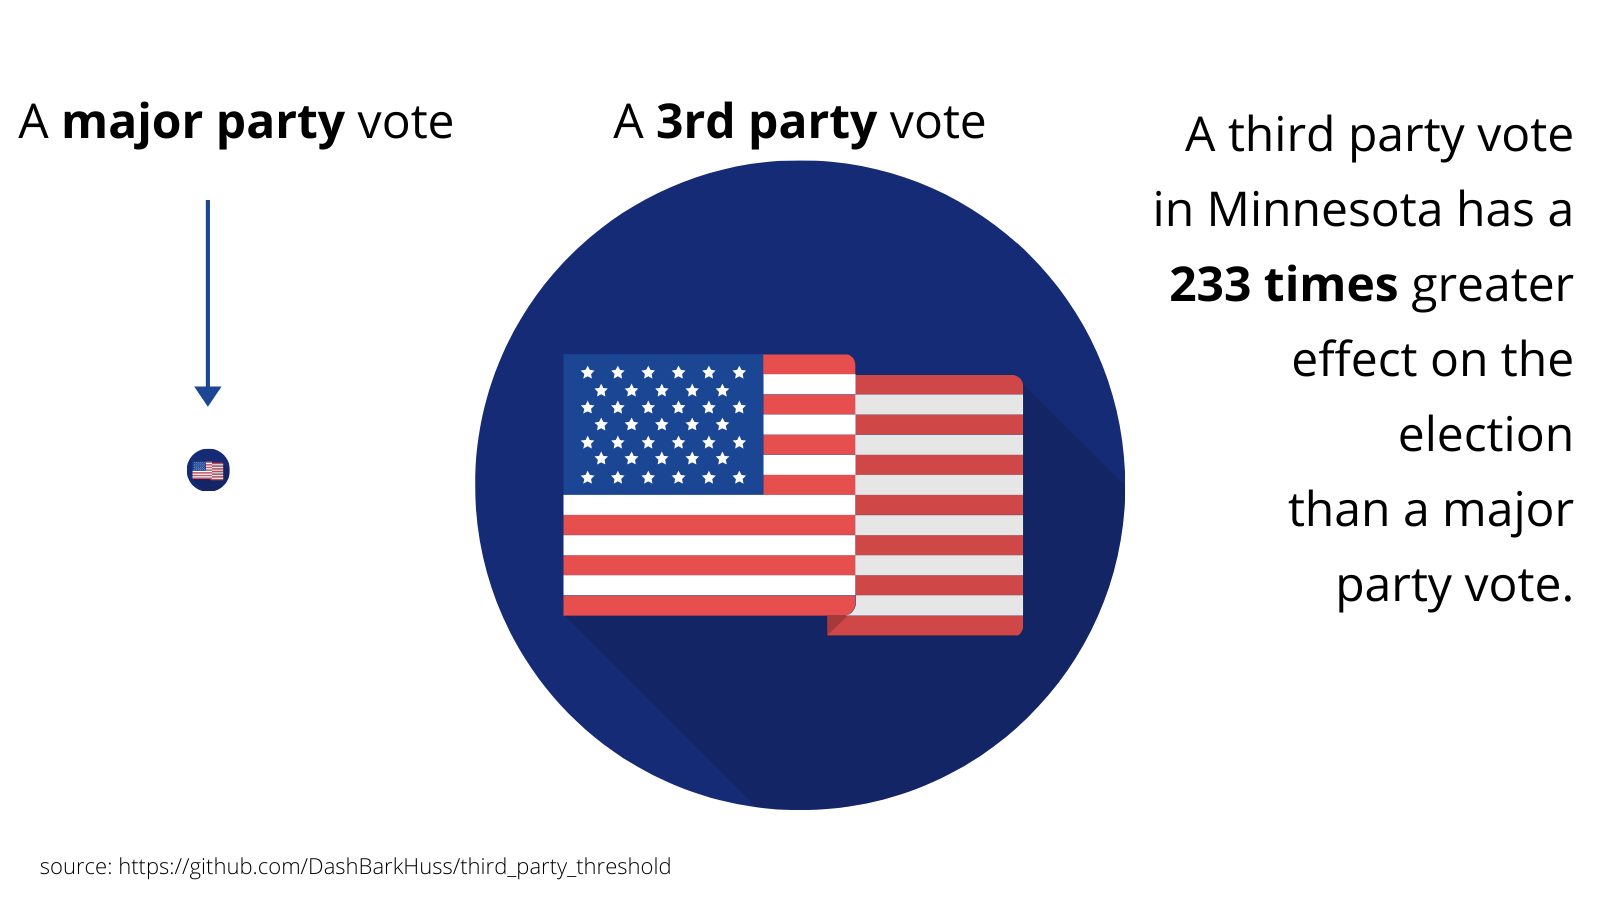 A major party vote
A 3rd party vote
A third party vote
in Minnesota has a
233 times greater
effect on the
election
than a major
party vote.
source: https://github.com/DashBarkHuss/third_party_threshold